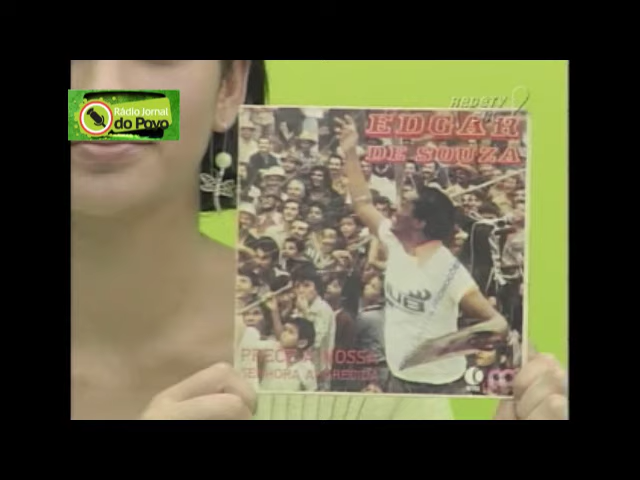 RedeTV
Rádio Jornal
do Povo
EDGAR
DE SOUZA
PRECE A NOSSA
SENHORA APARECIDA